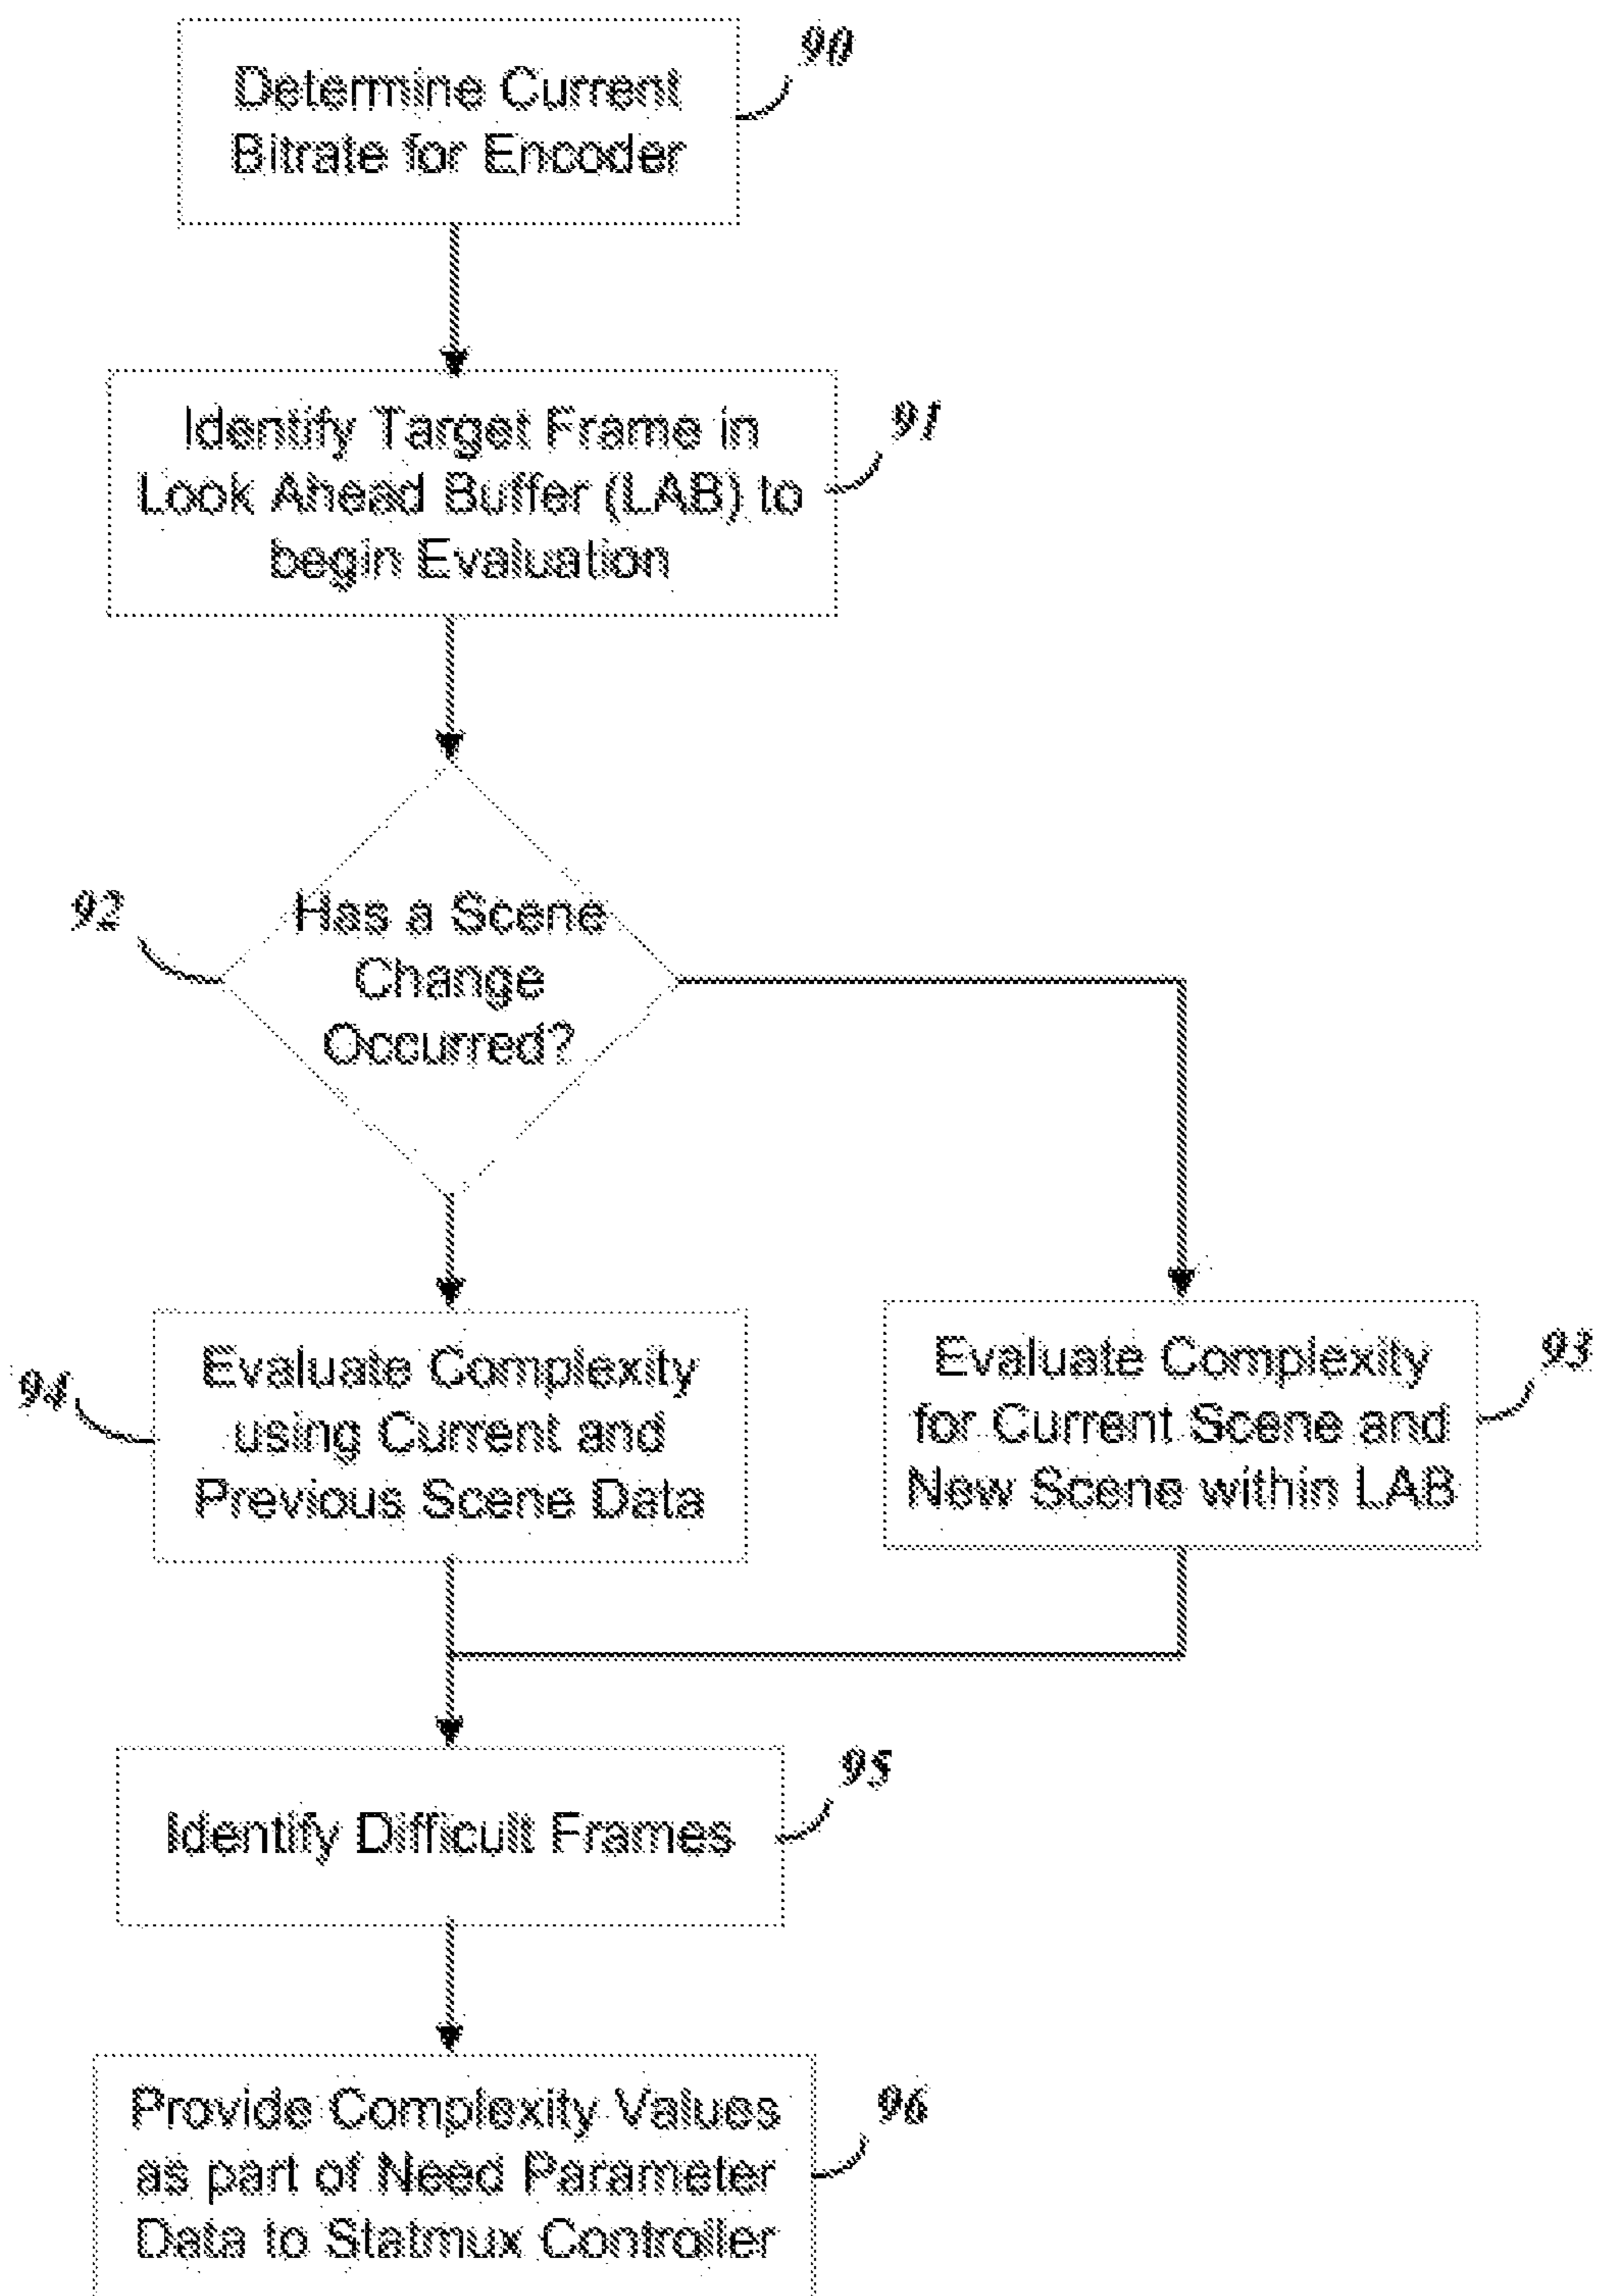 90
Determine Current
Bitrate for Encoder
91
Identify Target Frame in
Look Ahead Buffer (LAB) to
begin Evaluation
92
Has a Scene
Change
Occurred?
94
Evaluate Complexity
using Current and
Previous Scene Data
93
Evaluate Complexity
for Current Scene and
New Scene within LAB
95
Identify Difficult Frames
96
Provide Complexity Values
as part of Need Parameter
Data to Statmux Controller